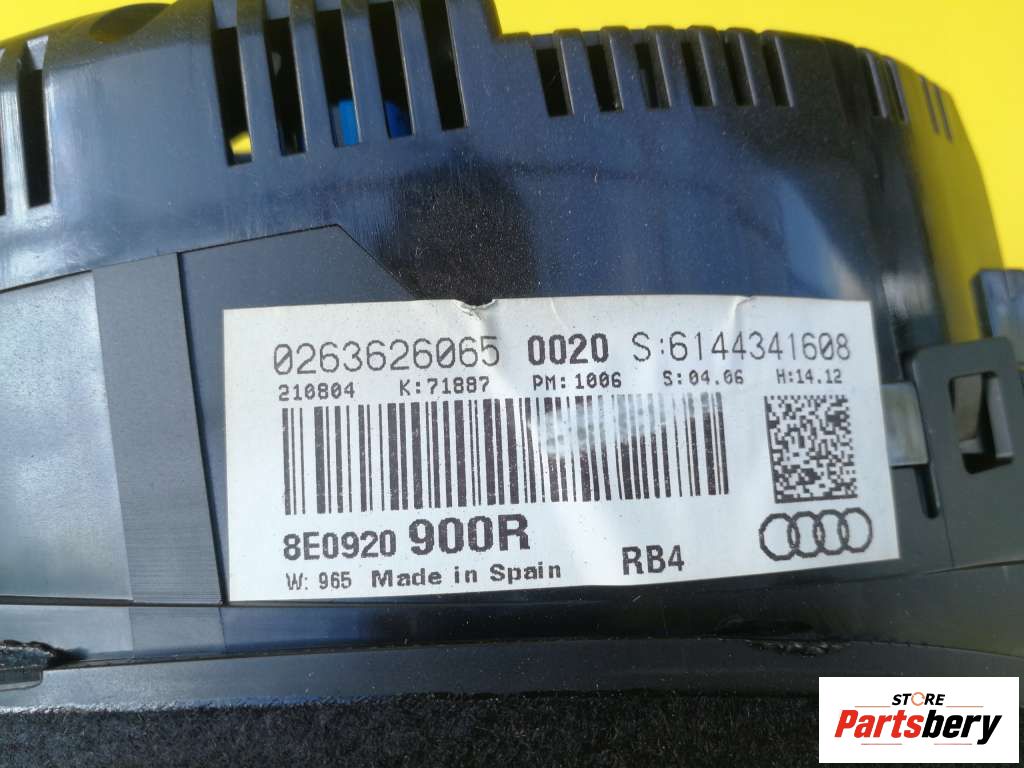 0263626065 0020 S:6144341608
210804 K:71887 PM:1006 S:04.06 H:14.12
8E0920 900R
W: 965 Made in Spain RB4
STORE
Partsbery